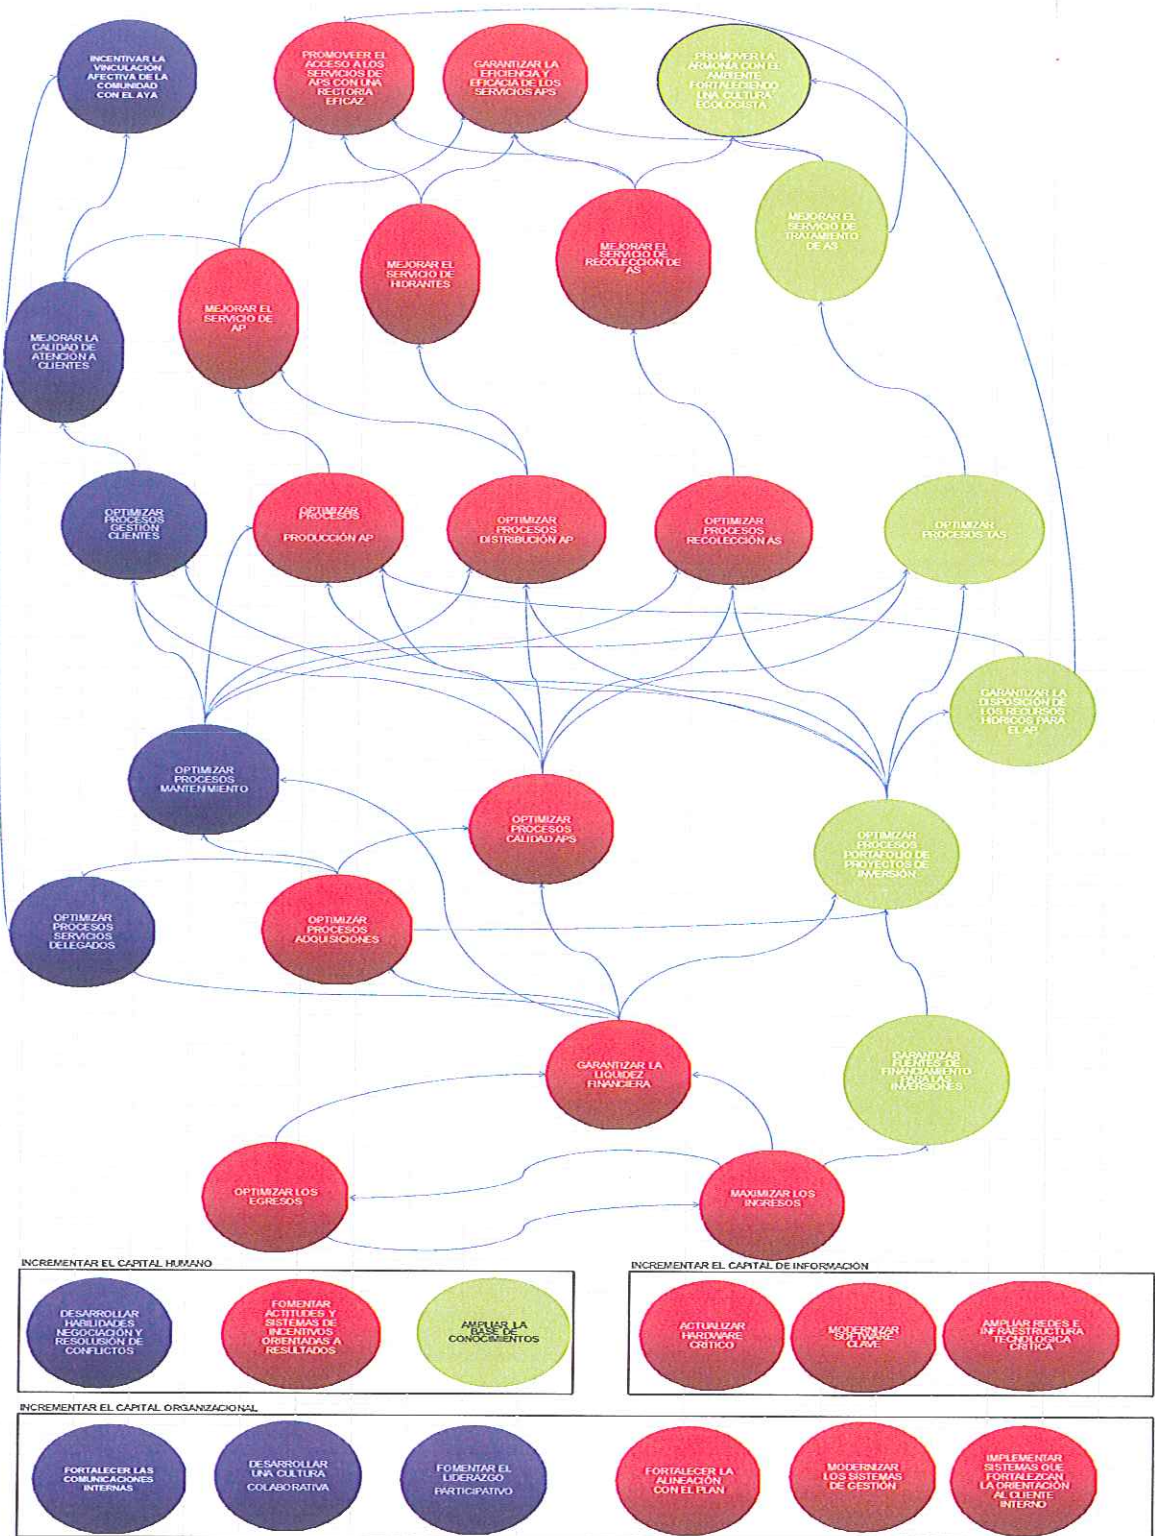 INCENTIVAR LA
VINCULACIÓN
AFECTIVA DE LA
COMUNIDAD
CON EL AYA
PROMOVEER EL
ACCESO A LOS
SERVICIOS DE
APS CON UNA
RECTORIA
EFICAZ
GARANTIZAR LA
EFICIENCIA Y
EFICACIA DE LOS
SERVICIOS APS
PROMOVER LA
ARMONÍA CON EL
AMBIENTE
FORTALECIENDO
UNA CULTURA
ECOLOGISTA
MEJORAR EL
SERVICIO DE
TRATAMIENTO
DE AS
MEJORAR EL
SERVICIO DE
RECOLECCIÓN DE
AS
MEJORAR EL
SERVICIO DE
HIDRANTES
MEJORAR EL
SERVICIO DE
AP
MEJORAR LA
CALIDAD DE
ATENCIÓN A
CLIENTES
OPTIMIZAR
PROCESOS
GESTIÓN
CLIENTES
OPTIMIZAR
PROCESOS
PRODUCCIÓN AP
OPTIMIZAR
PROCESOS
DISTRIBUCIÓN AP
OPTIMIZAR
PROCESOS
RECOLECCIÓN AS
OPTIMIZAR
PROCESOS TAS
GARANTIZAR LA
DISPOSICIÓN DE
LOS RECURSOS
HÍDRICOS PARA
EL AP
OPTIMIZAR
PROCESOS
MANTENIMIENTO
OPTIMIZAR
PROCESOS
CALIDAD APS
OPTIMIZAR
PROCESOS
PORTAFOLIO DE
PROYECTOS DE
INVERSIÓN
OPTIMIZAR
PROCESOS
SERVICIOS
DELEGADOS
OPTIMIZAR
PROCESOS
ADQUISICIONES
GARANTIZAR LA
LIQUIDEZ
FINANCIERA
GARANTIZAR
FUENTES DE
FINANCIAMIENTO
PARA LAS
INVERSIONES
OPTIMIZAR LOS
EGRESOS
MAXIMIZAR LOS
INGRESOS
INCREMENTAR EL CAPITAL HUMANO
DESARROLLAR
HABILIDADES
NEGOCIACIÓN Y
RESOLUCIÓN DE
CONFLICTOS
FOMENTAR
ACTITUDES Y
SISTEMAS DE
INCENTIVOS
ORIENTADAS A
RESULTADOS
AMPLIAR LA
BASE DE
CONOCIMIENTOS
INCREMENTAR EL CAPITAL DE INFORMACIÓN
ACTUALIZAR
HARDWARE
CRÍTICO
MODERNIZAR
SOFTWARE
CLAVE
AMPLIAR REDES E
INFRAESTRUCTURA
TECNOLOGICA
CRÍTICA
INCREMENTAR EL CAPITAL ORGANIZACIONAL
FORTALECER LAS
COMUNICACIONES
INTERNAS
DESARROLLAR
UNA CULTURA
COLABORATIVA
FOMENTAR EL
LIDERAZGO
PARTICIPATIVO
FORTALECER LA
ALINEACIÓN
CON EL PLAN
MODERNIZAR
LOS SISTEMAS
DE GESTIÓN
IMPLEMENTAR
SISTEMAS QUE
FORTALEZCAN
LA ORIENTACIÓN
AL CLIENTE
INTERNO